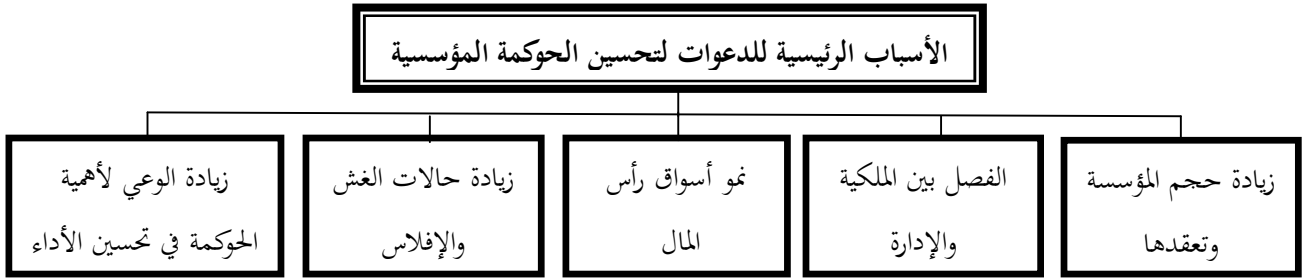 الأسباب الرئيسية للدعوات لتحسين الحوكمة المؤسسية
زيادة حجم المؤسسة
وتعقدها
الفصل بين الملكية
والإدارة
نمو أسواق رأس
المال
زيادة حالات الغش
والإفلاس
زيادة الوعي لأهمية
الحوكمة في تحسين الأداء